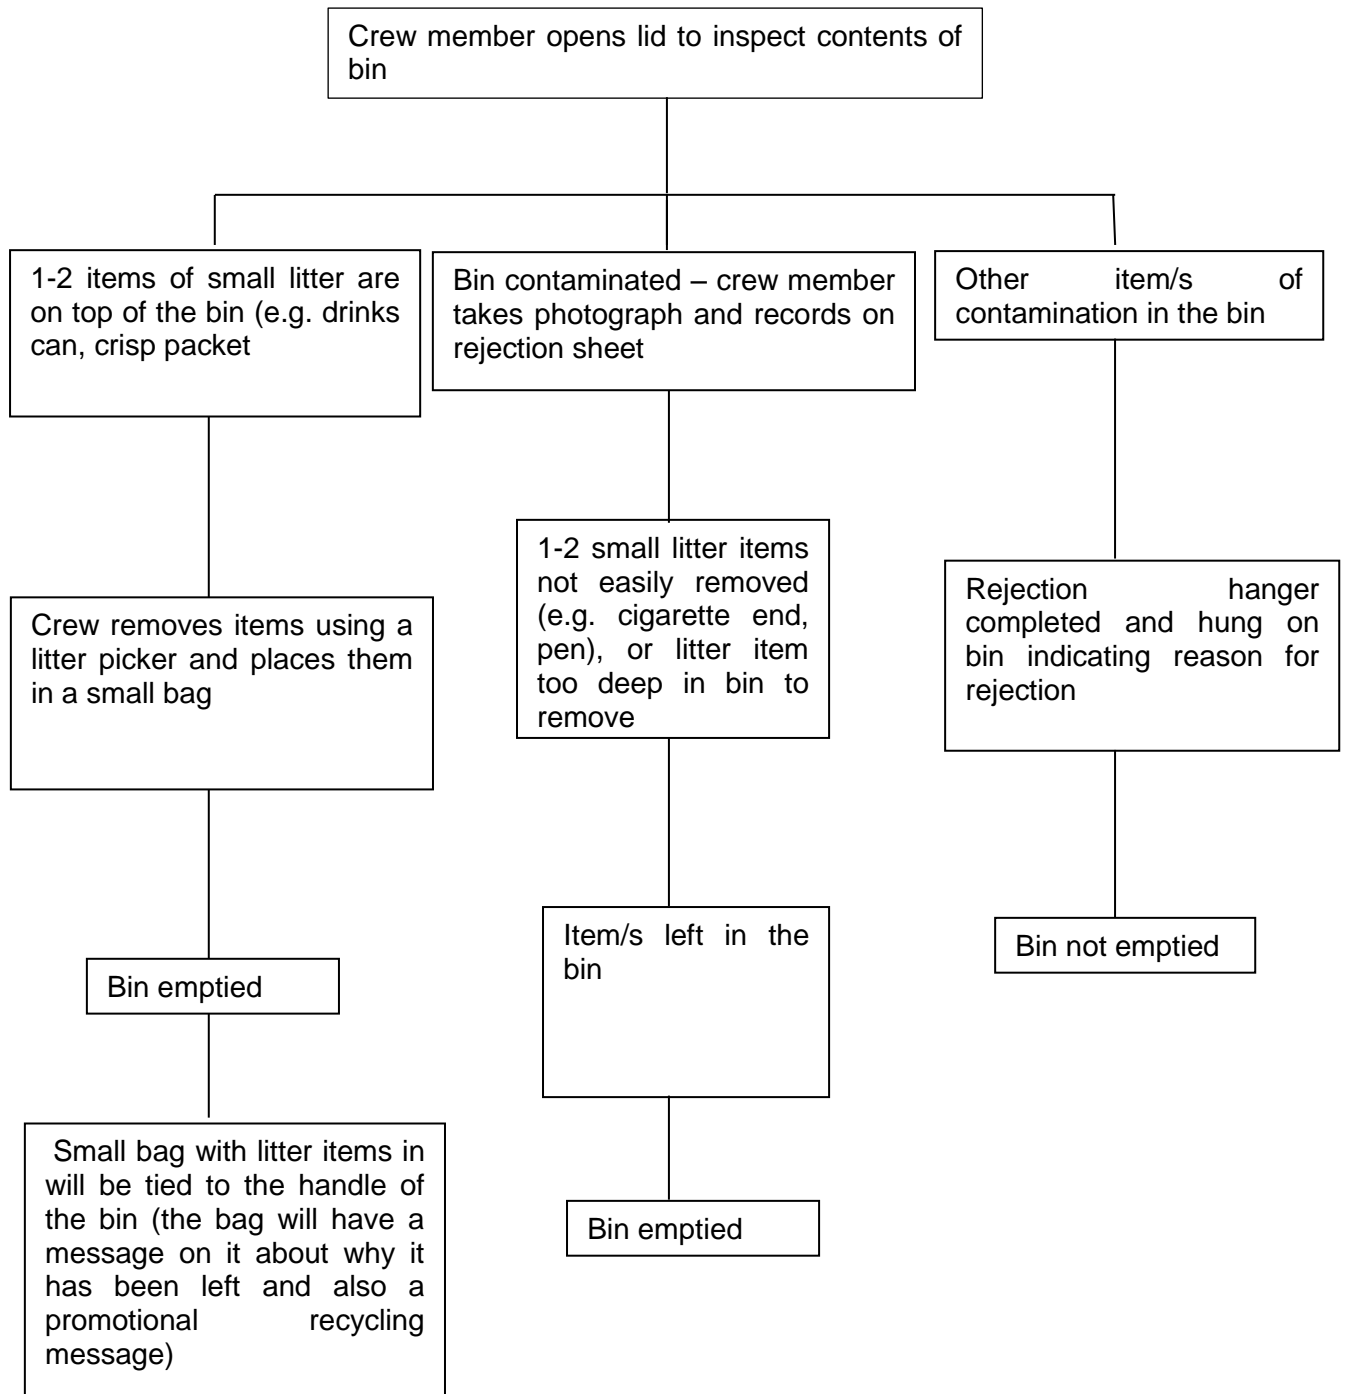 Crew member opens lid to inspect contents of
bin
1-2 items of small litter are
on top of the bin (e.g. drinks
can, crisp packet
Bin contaminated – crew member
takes photograph and records on
rejection sheet
Other item/s of
contamination in the bin
Crew removes items using a
litter picker and places them
in a small bag
1-2 small litter items
not easily removed
(e.g. cigarette end,
pen), or litter item
too deep in bin to
remove
Rejection hanger
completed and hung on
bin indicating reason for
rejection
Bin emptied
Item/s left in the
bin
Bin not emptied
Small bag with litter items in
will be tied to the handle of
the bin (the bag will have a
message on it about why it
has been left and also a
promotional recycling
message)
Bin emptied